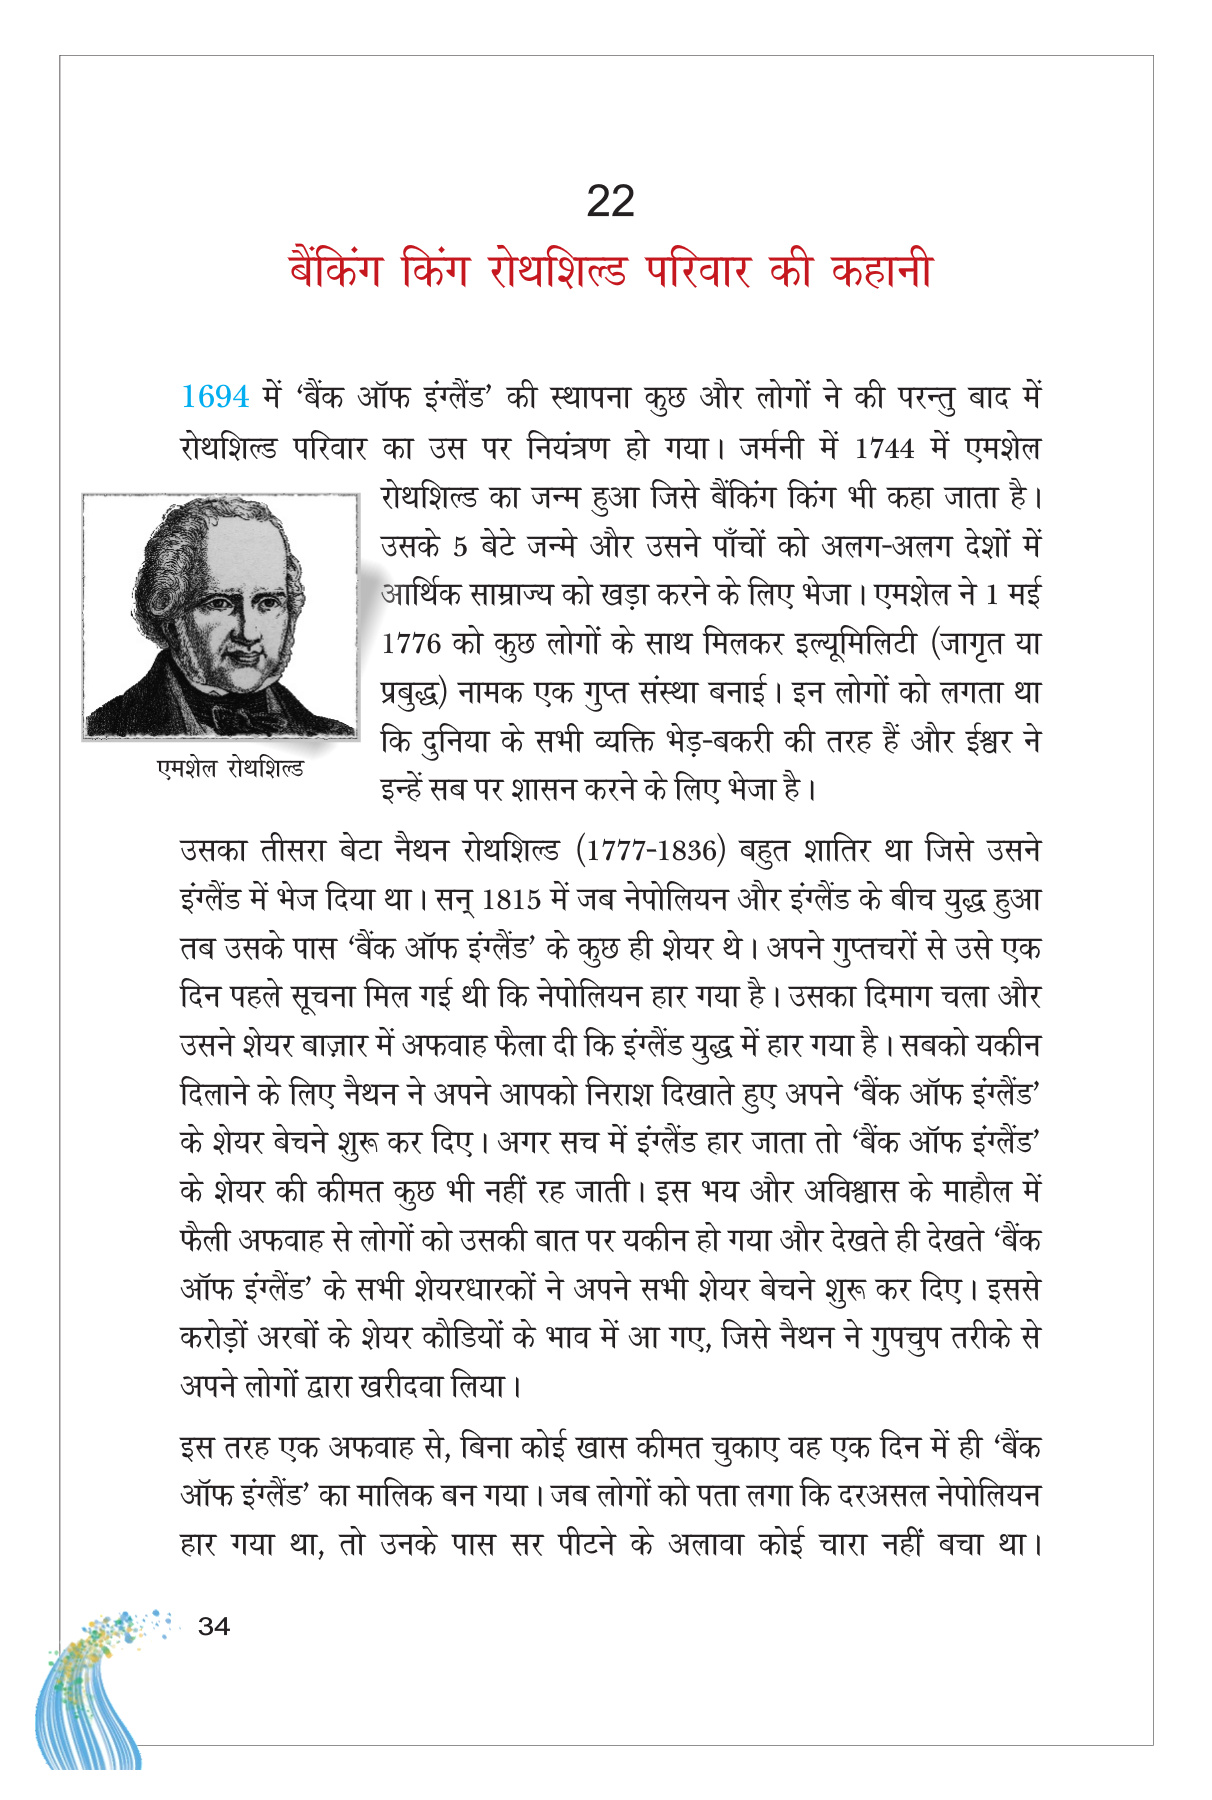 22
बैंकिंग किंग रोथशिल्ड परिवार की कहानी
1694 में ‘बैंक ऑफ इंग्लैंड’ की स्थापना कुछ और लोगों ने की परन्तु बाद में
रोथशिल्ड परिवार का उस पर नियंत्रण हो गया। जर्मनी में 1744 में एमशेल
रोथशिल्ड का जन्म हुआ जिसे बैंकिंग किंग भी कहा जाता है।
उसके 5 बेटे जन्मे और उसने पाँचों को अलग-अलग देशों में
आर्थिक साम्राज्य को खड़ा करने के लिए भेजा। एमशेल ने 1 मई
1776 को कुछ लोगों के साथ मिलकर इल्यूमिलिटी (जागृत या
प्रबुद्ध) नामक एक गुप्त संस्था बनाई। इन लोगों को लगता था
कि दुनिया के सभी व्यक्ति भेड़-बकरी की तरह हैं और ईश्वर ने
इन्हें सब पर शासन करने के लिए भेजा है।
एमशेल रोथशिल्ड
उसका तीसरा बेटा नैथन रोथशिल्ड (1777-1836) बहुत शातिर था जिसे उसने
इंग्लैंड में भेज दिया था। सन् 1815 में जब नेपोलियन और इंग्लैंड के बीच युद्ध हुआ
तब उसके पास ‘बैंक ऑफ इंग्लैंड’ के कुछ ही शेयर थे। अपने गुप्तचरों से उसे एक
दिन पहले सूचना मिल गई थी कि नेपोलियन हार गया है। उसका दिमाग चला और
उसने शेयर बाज़ार में अफवाह फैला दी कि इंग्लैंड युद्ध में हार गया है। सबको यकीन
दिलाने के लिए नैथन ने अपने आपको निराश दिखाते हुए अपने ‘बैंक ऑफ इंग्लैंड’
के शेयर बेचने शुरू कर दिए। अगर सच में इंग्लैंड हार जाता तो ‘बैंक ऑफ इंग्लैंड’
के शेयर की कीमत कुछ भी नहीं रह जाती। इस भय और अविश्वास के माहौल में
फैली अफवाह से लोगों को उसकी बात पर यकीन हो गया और देखते ही देखते ‘बैंक
ऑफ इंग्लैंड’ के सभी शेयरधारकों ने अपने सभी शेयर बेचने शुरू कर दिए। इससे
करोड़ों अरबों के शेयर कौडियों के भाव में आ गए, जिसे नैथन ने गुपचुप तरीके से
अपने लोगों द्वारा खरीदवा लिया।
इस तरह एक अफवाह से, बिना कोई खास कीमत चुकाए वह एक दिन में ही ‘बैंक
ऑफ इंग्लैंड’ का मालिक बन गया। जब लोगों को पता लगा कि दरअसल नेपोलियन
हार गया था, तो उनके पास सर पीटने के अलावा कोई चारा नहीं बचा था।
34